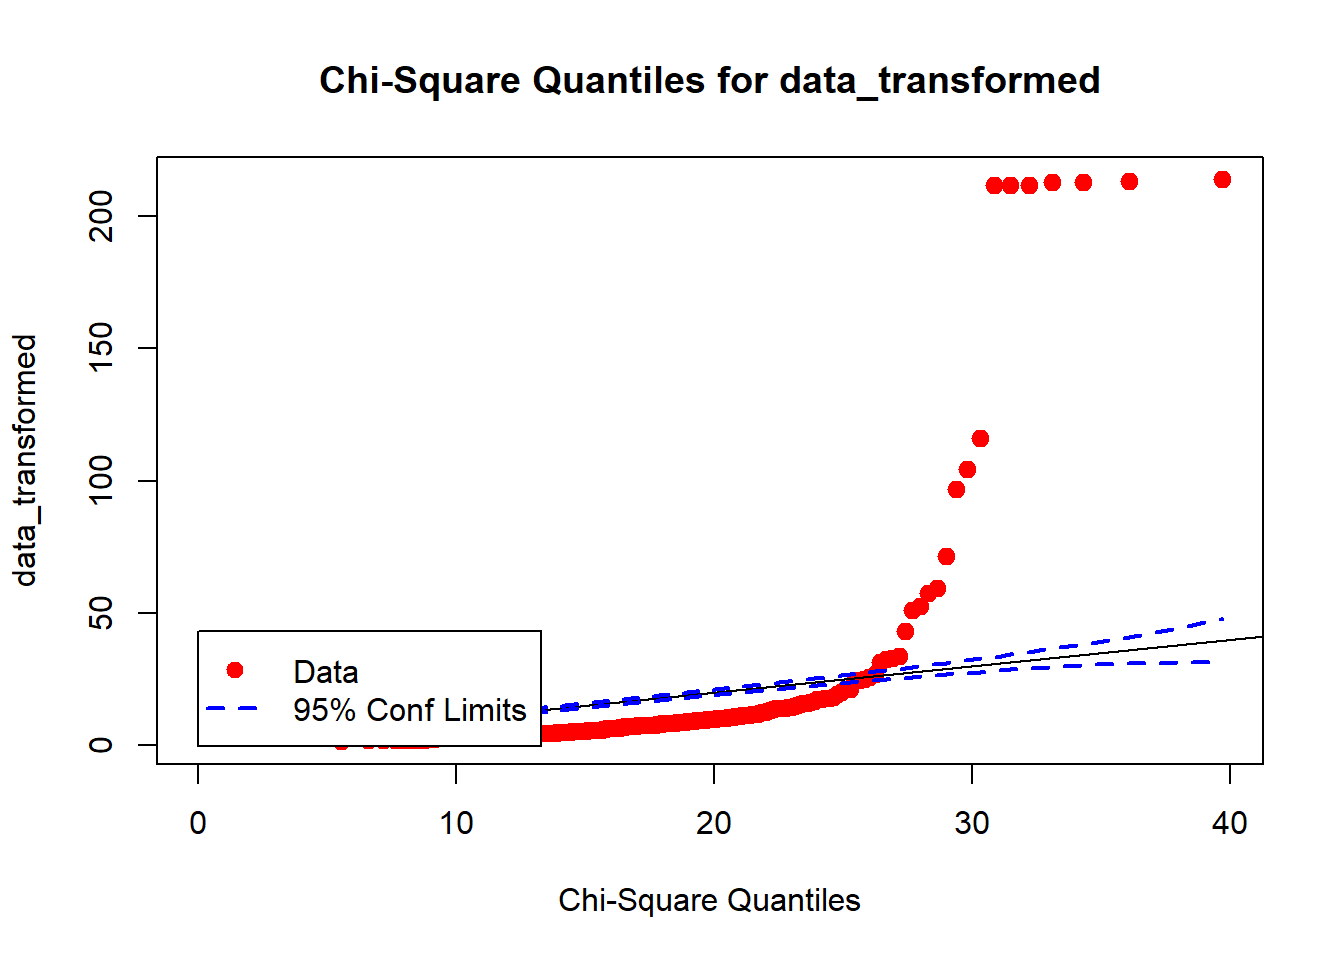 Chi-Square Quantiles for data_transformed
data_transformed
200
150
100
50
0
Data
95% Conf Limits
0 10 20 30 40
Chi-Square Quantiles